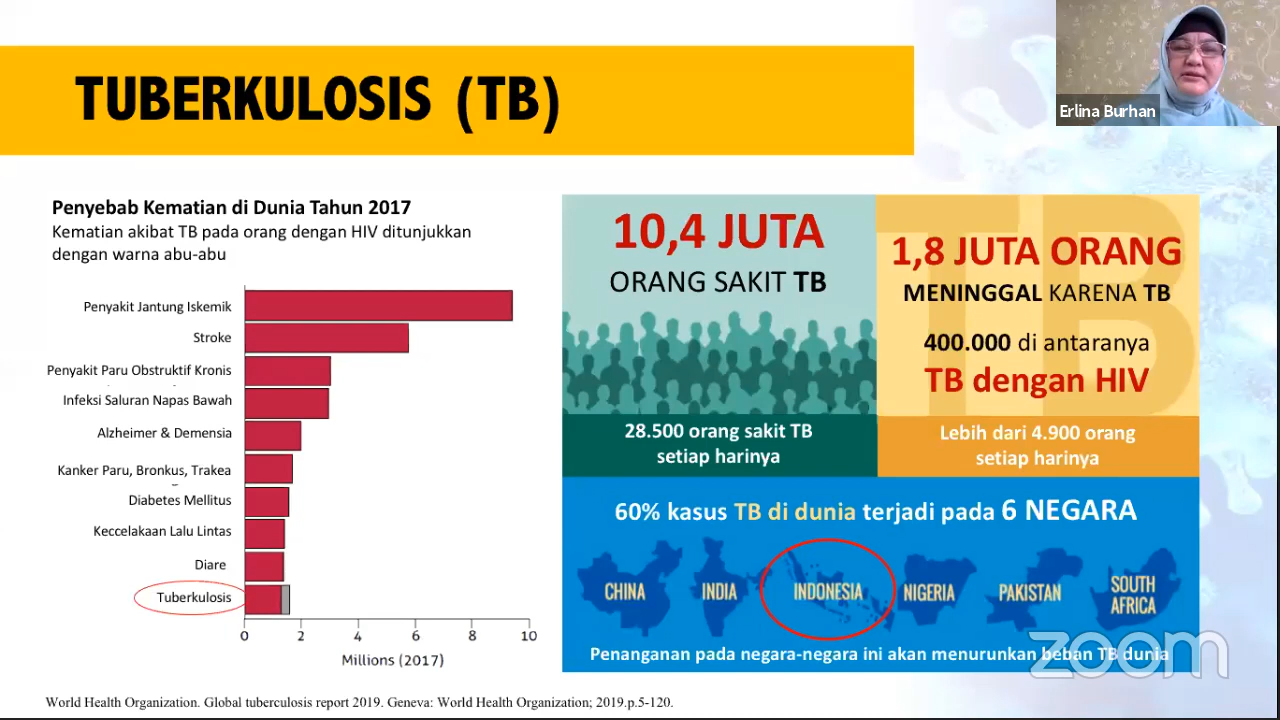 TUBERKULOSIS (TB)
Erlina Burhan
Penyebab Kematian di Dunia Tahun 2017
Kematian akibat TB pada orang dengan HIV ditunjukkan
dengan warna abu-abu
Penyakit Jantung Iskemik
Stroke
Penyakit Paru Obstruktif Kronis
Infeksi Saluran Napas Bawah
Alzheimer & Demensia
Kanker Paru, Bronkus, Trakea
Diabetes Mellitus
Keccelakaan Lalu Lintas
Diare
Tuberkulosis
0 2 4 6 8 10
Millions (2017)
10,4 JUTA
ORANG SAKIT TB
28.500 orang sakit TB
setiap harinya
TB
1,8 JUTA ORANG
MENINGGAL KARENA TB
400.000 di antaranya
TB dengan HIV
Lebih dari 4.900 orang
setiap harinya
60% kasus TB di dunia terjadi pada 6 NEGARA
CHINA
INDIA
INDONESIA
NIGERIA
PAKISTAN
SOUTH
AFRICA
Penanganan pada negara-negara ini akan menurunkan beban TB dunia
zoom
World Health Organization. Global tuberculosis report 2019. Geneva: World Health Organization; 2019.p.5-120.